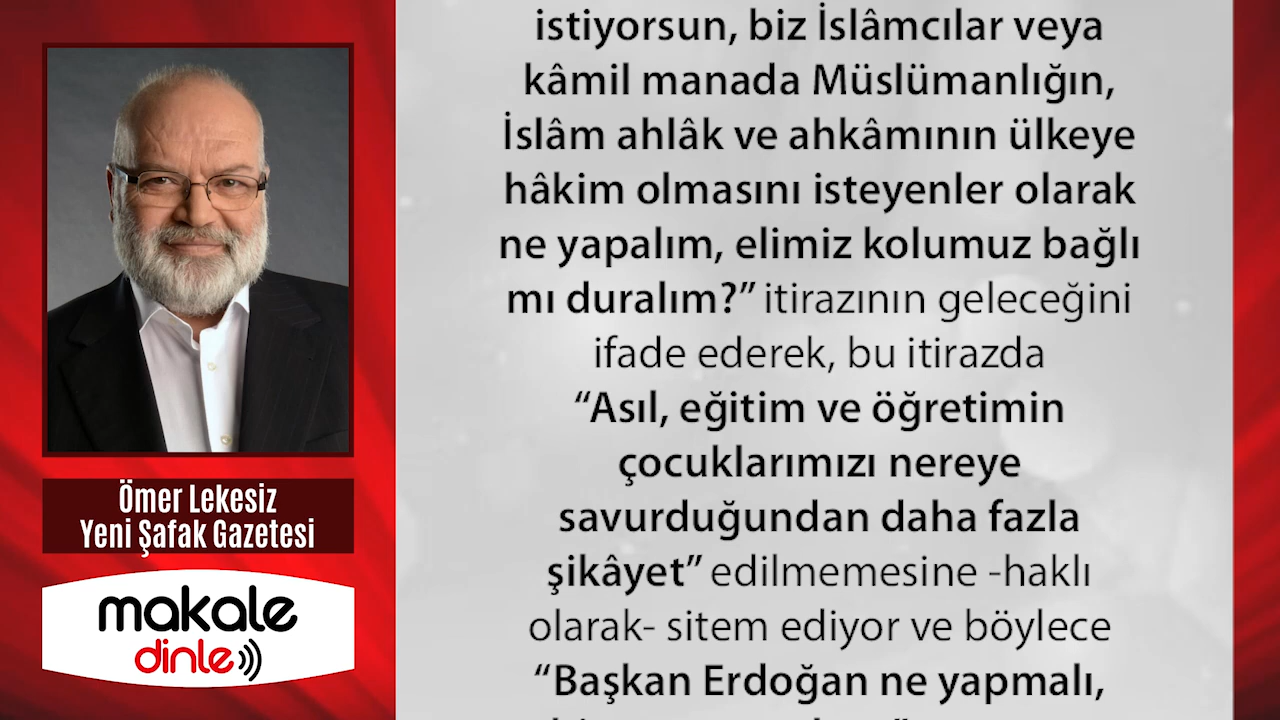 istiyorsun, biz İslâmcılar veya
kâmil manada Müslümanlığın,
İslâm ahlâk ve ahkâmının ülkeye
hâkim olmasını isteyenler olarak
ne yapalım, elimiz kolumuz bağlı
mı duralım?” itirazının geleceğini
ifade ederek, bu itirazda
“Asıl, eğitim ve öğretimin
çocuklarımızı nereye
savurduğundan daha fazla
şikâyet” edilmemesine -haklı
olarak- sitem ediyor ve böylece
“Başkan Erdoğan ne yapmalı,
Ömer Lekesiz
Yeni Şafak Gazetesi
makale
dinle